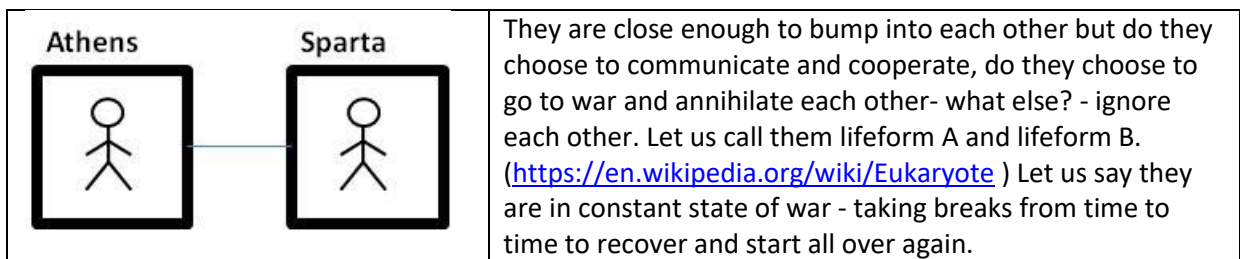 Athens Sparta
They are close enough to bump into each other but do they
choose to communicate and cooperate, do they choose to
go to war and annihilate each other- what else? - ignore
each other. Let us call them lifeform A and lifeform B.
(https://en.wikipedia.org/wiki/Eukaryote ) Let us say they
are in constant state of war - taking breaks from time to
time to recover and start all over again.